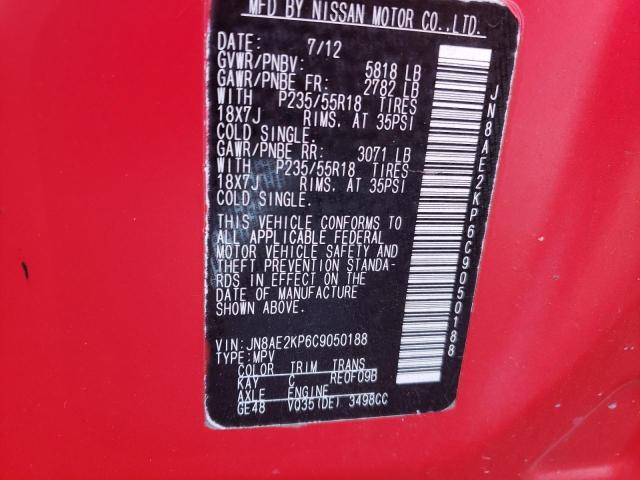 MFD BY NISSAN MOTOR CO.,LTD.
DATE: 7/12
GVWR/PNBV: 5818 LB
GAWR/PNBE FR: 2782 LB
WITH P235/55R18 TIRES
18X7J RIMS, AT 35PSI
COLD SINGLE.
GAWR/PNBE RR: 3071 LB
WITH P235/55R18 TIRES
18X7J RIMS, AT 35PSI
COLD SINGLE.
THIS VEHICLE CONFORMS TO
ALL APPLICABLE FEDERAL
MOTOR VEHICLE SAFETY AND
THEFT PREVENTION STANDA-
RDS IN EFFECT ON THE
DATE OF MANUFACTURE
SHOWN ABOVE.
VIN: JN8AE2KP6C9050188
TYPE: MPV
COLOR TRIM TRANS
KAY C RE0F09B
AXLE ENGINE
GE48 VQ35(DE) 3498CC
JN8AE2KP6C9050188